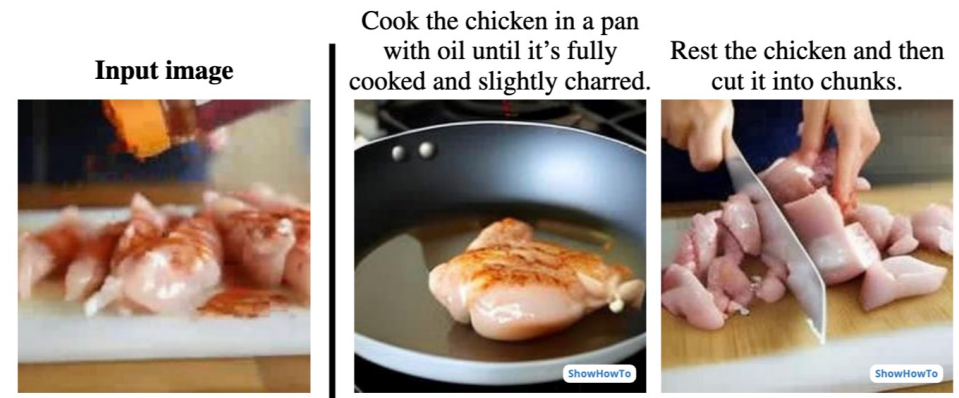 Input image
Cook the chicken in a pan
with oil until it’s fully
cooked and slightly charred.
Rest the chicken and then
cut it into chunks.
ShowHowTo
ShowHowTo